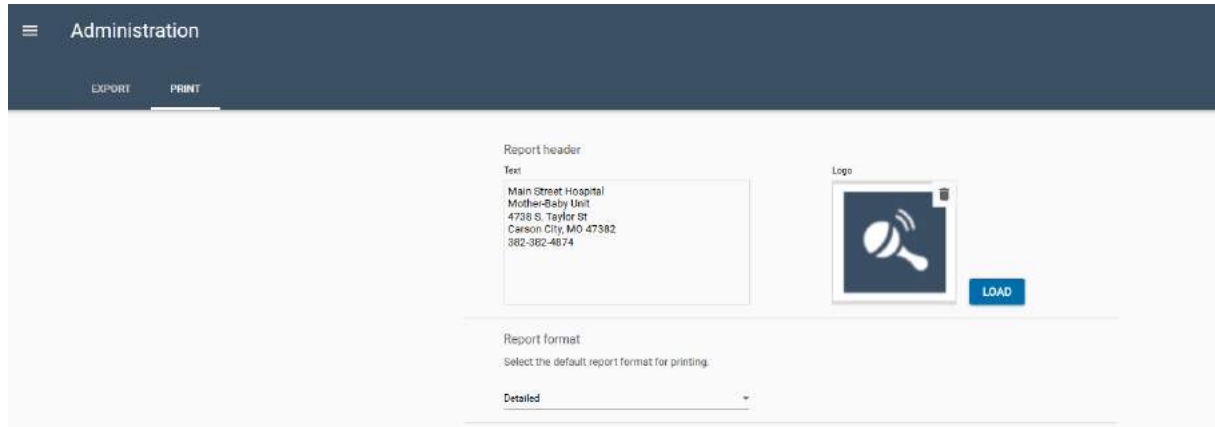 Administration
EXPORT PRINT
Report header
Text
Logo
Main Street Hospital
Mother-Baby Unit
4738 S. Taylor St
Carson City, MO 47382
382-382-4874
LOAD
Report format
Select the default report format for printing.
Detailed